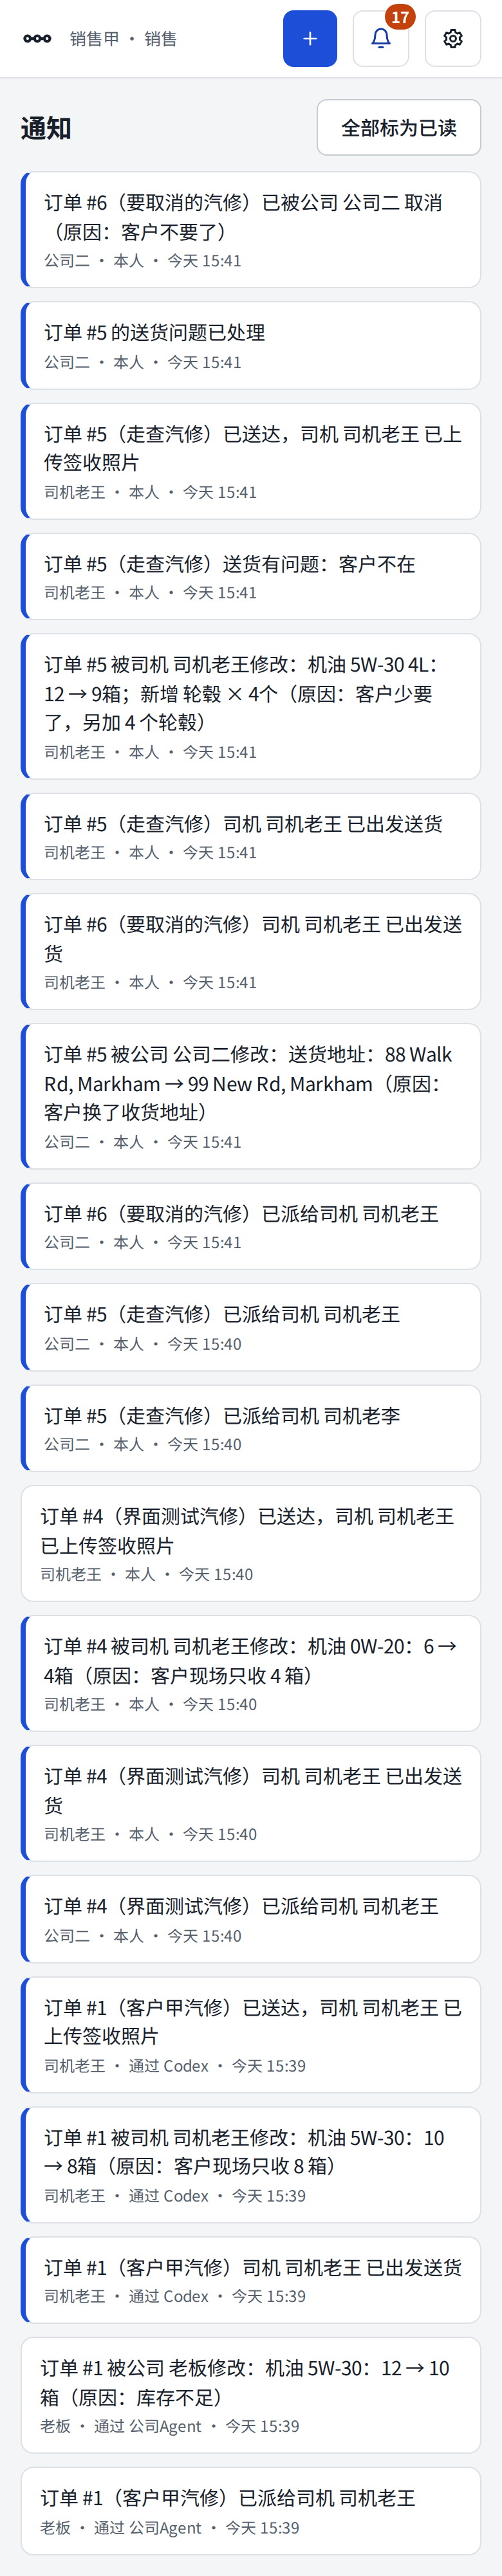 销售甲 · 销售
17
通知
全部标为已读
订单 #6（要取消的汽修）已被公司 公司二 取消
（原因：客户不要了）
公司二 · 本人 · 今天 15:41
订单 #5 的送货问题已处理
公司二 · 本人 · 今天 15:41
订单 #5（走查汽修）已送达，司机 司机老王 已上
传签收照片
司机老王 · 本人 · 今天 15:41
订单 #5（走查汽修）送货有问题：客户不在
司机老王 · 本人 · 今天 15:41
订单 #5 被司机 司机老王修改：机油 5W-30 4L：
12 → 9箱；新增 轮毂 × 4个（原因：客户少要
了，另加 4 个轮毂）
司机老王 · 本人 · 今天 15:41
订单 #5（走查汽修）司机 司机老王 已出发送货
司机老王 · 本人 · 今天 15:41
订单 #6（要取消的汽修）司机 司机老王 已出发送
货
司机老王 · 本人 · 今天 15:41
订单 #5 被公司 公司二修改：送货地址：88 Walk
Rd, Markham → 99 New Rd, Markham（原因：
客户换了收货地址）
公司二 · 本人 · 今天 15:41
订单 #6（要取消的汽修）已派给司机 司机老王
公司二 · 本人 · 今天 15:41
订单 #5（走查汽修）已派给司机 司机老王
公司二 · 本人 · 今天 15:40
订单 #5（走查汽修）已派给司机 司机老李
公司二 · 本人 · 今天 15:40
订单 #4（界面测试汽修）已送达，司机 司机老王
已上传签收照片
司机老王 · 本人 · 今天 15:40
订单 #4 被司机 司机老王修改：机油 0W-20：6 →
4箱（原因：客户现场只收 4 箱）
司机老王 · 本人 · 今天 15:40
订单 #4（界面测试汽修）司机 司机老王 已出发送
货
司机老王 · 本人 · 今天 15:40
订单 #4（界面测试汽修）已派给司机 司机老王
公司二 · 本人 · 今天 15:40
订单 #1（客户甲汽修）已送达，司机 司机老王 已
上传签收照片
司机老王 · 通过 Codex · 今天 15:39
订单 #1 被司机 司机老王修改：机油 5W-30：10
→ 8箱（原因：客户现场只收 8 箱）
司机老王 · 通过 Codex · 今天 15:39
订单 #1（客户甲汽修）司机 司机老王 已出发送货
司机老王 · 通过 Codex · 今天 15:39
订单 #1 被公司 老板修改：机油 5W-30：12 → 10
箱（原因：库存不足）
老板 · 通过 公司Agent · 今天 15:39
订单 #1（客户甲汽修）已派给司机 司机老王
老板 · 通过 公司Agent · 今天 15:39